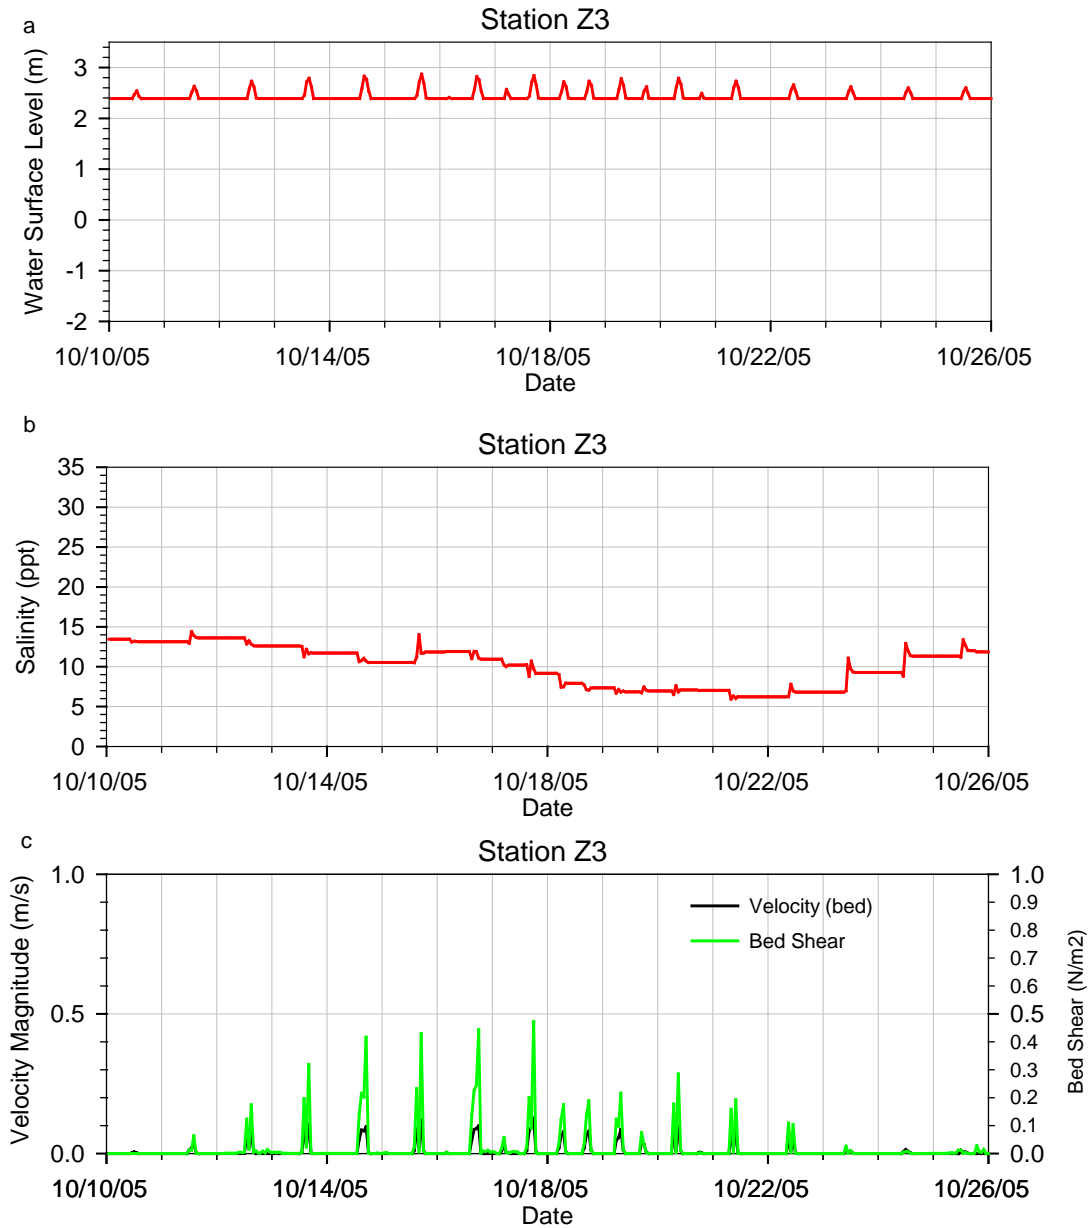 a
Station Z3
Water Surface Level (m)
3
2
1
0
-1
-2
10/10/05 10/14/05 10/18/05 10/22/05 10/26/05
Date
b
Station Z3
Salinity (ppt)
35
30
25
20
15
10
5
0
10/10/05 10/14/05 10/18/05 10/22/05 10/26/05
Date
c
Station Z3
Velocity Magnitude (m/s)
1.0
0.5
0.0
Velocity (bed)
Bed Shear
1.0
0.9
0.8
0.7
0.6
0.5
0.4
0.3
0.2
0.1
0.0
Bed Shear (N/m2)
10/10/05 10/14/05 10/18/05 10/22/05 10/26/05
Date